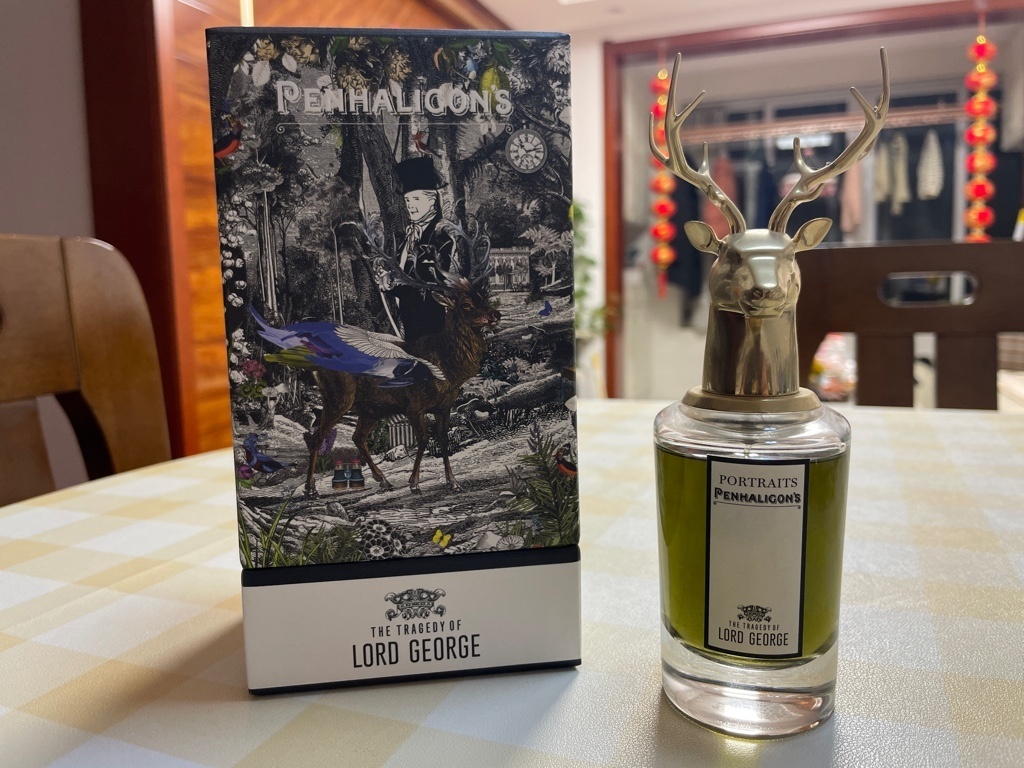 PENHALIGON'S
THE TRAGEDY OF
LORD GEORGE
PORTRAITS
PENHALIGON'S
THE TRAGEDY OF
LORD GEORGE